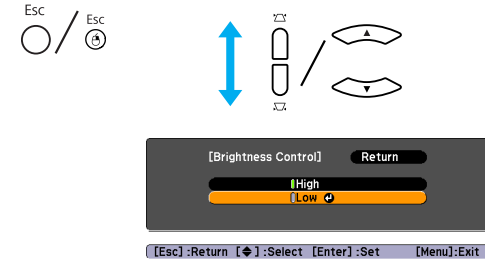 Esc
Esc
[Brightness Control] Return
High
Low
[Esc] :Return [◆] :Select [Enter] :Set [Menu]:Exit